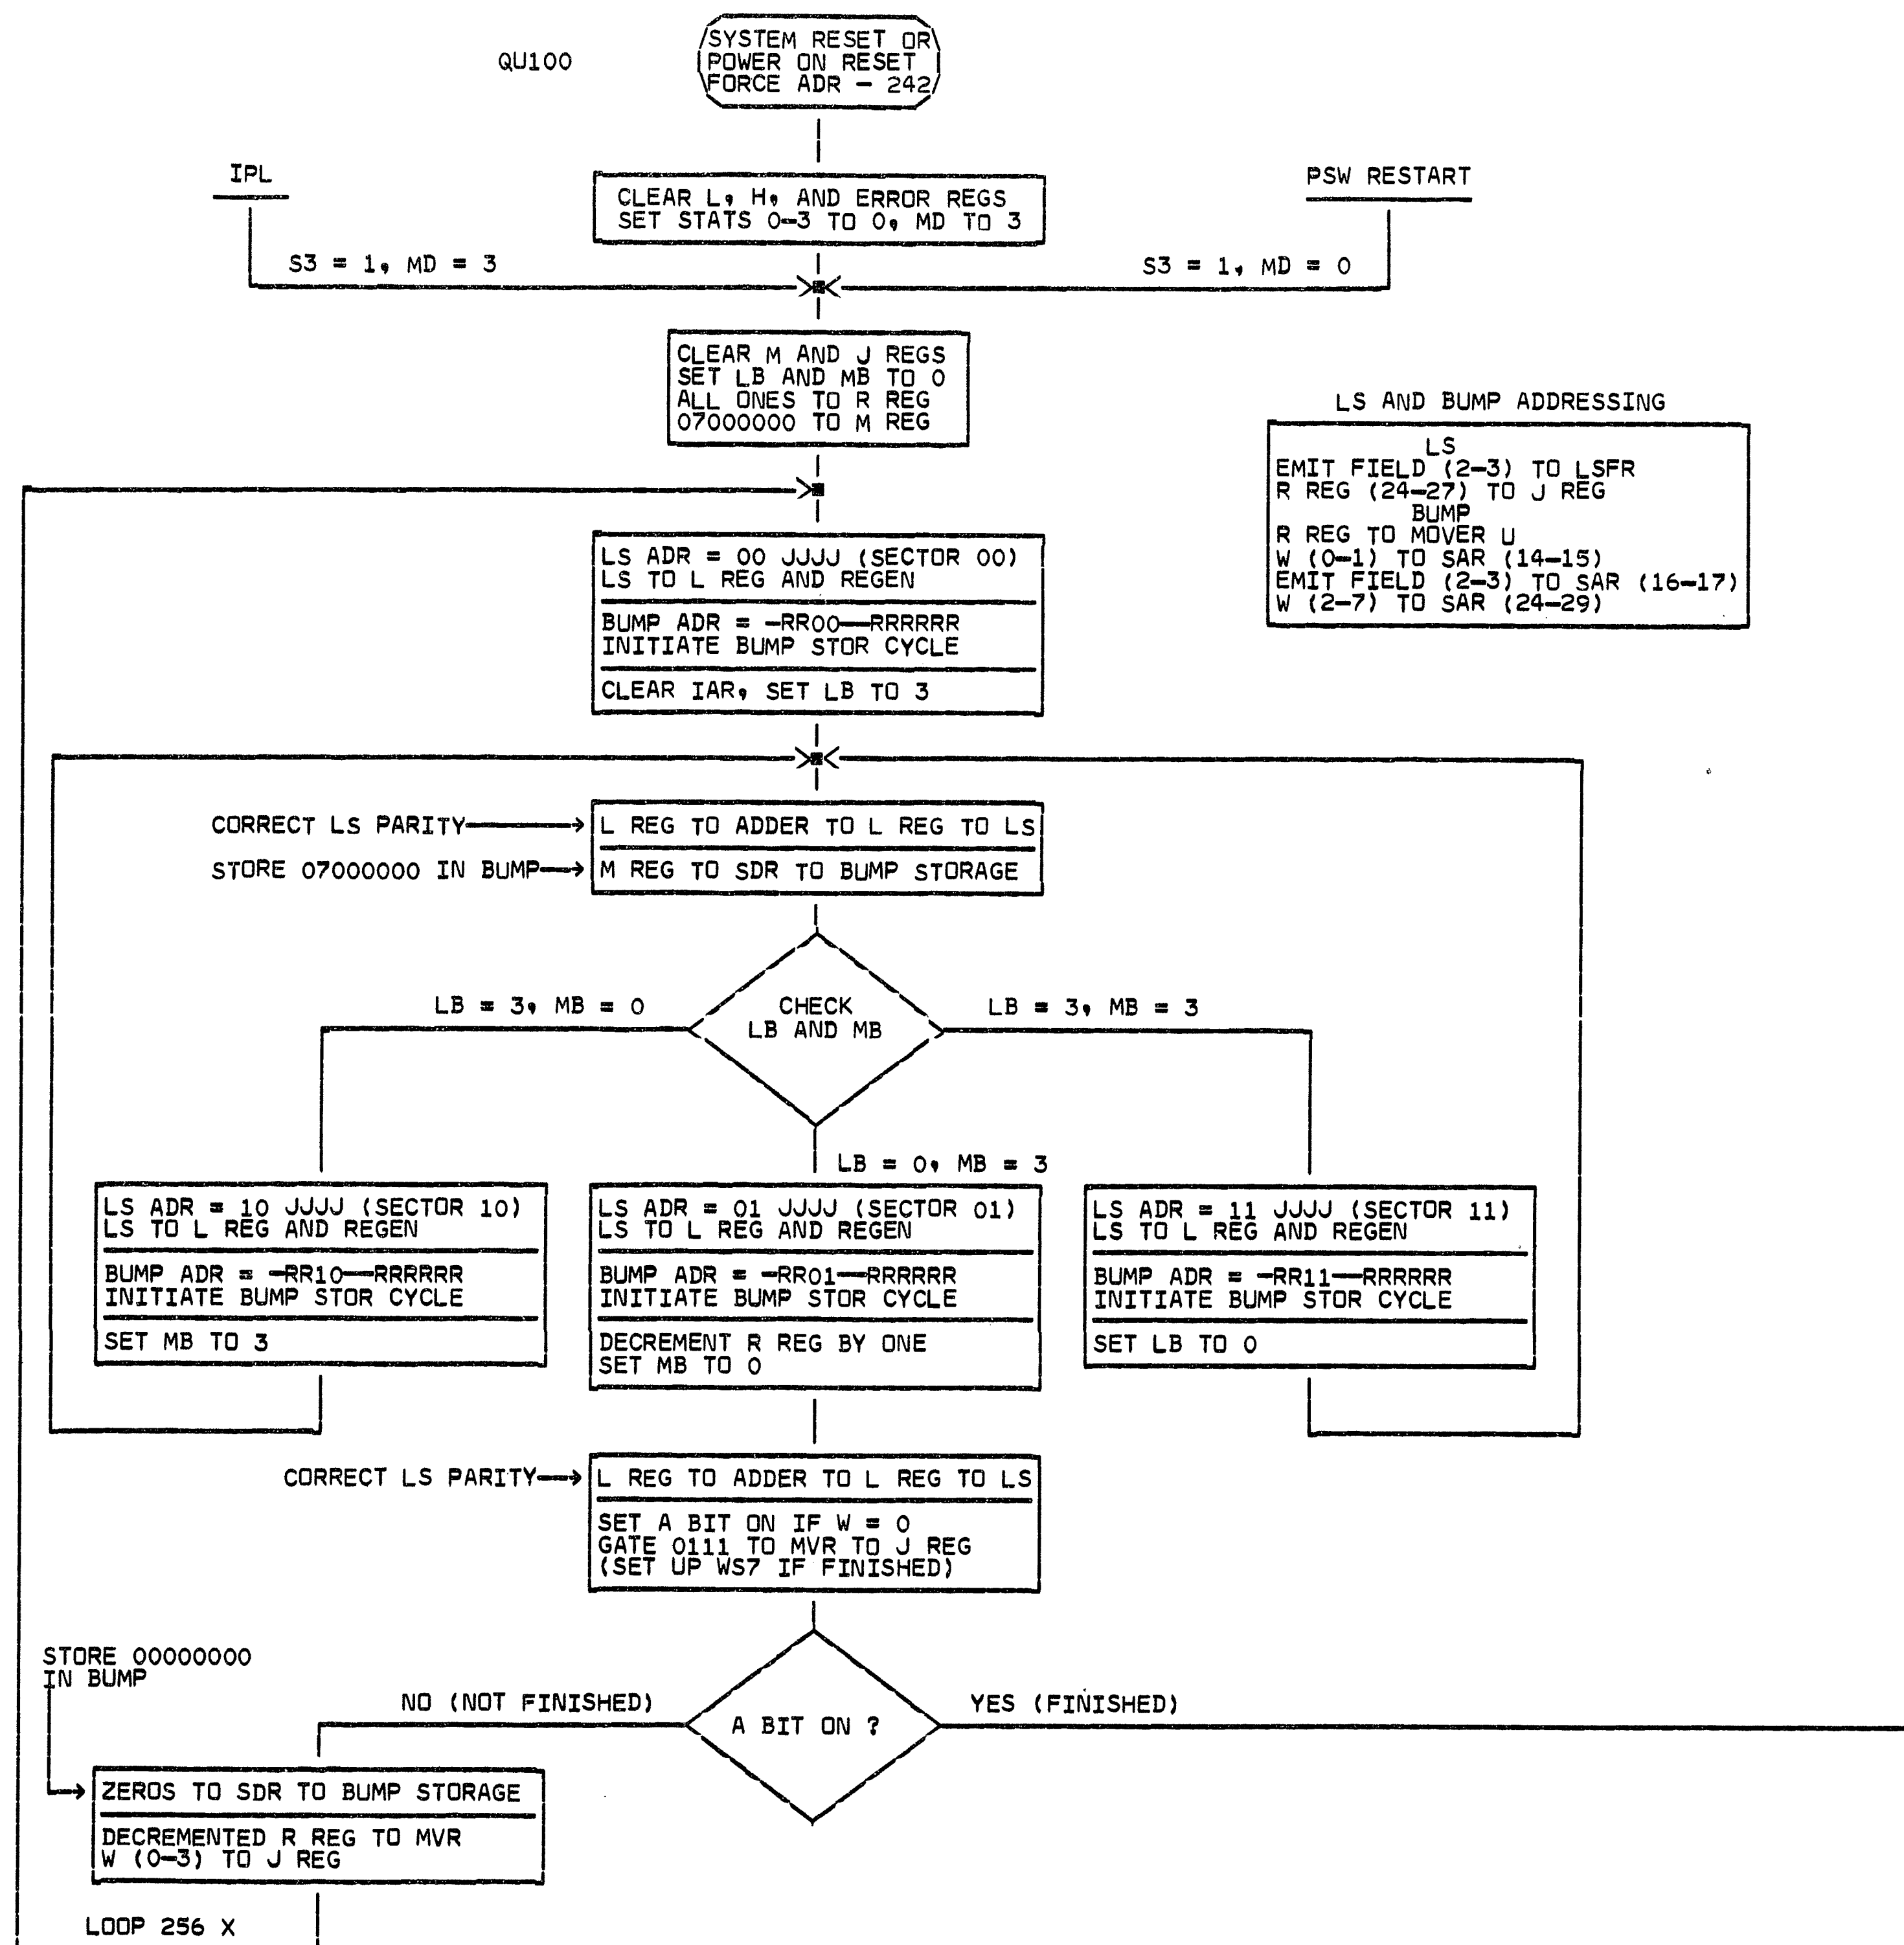 QU100
SYSTEM RESET OR
POWER ON RESET
FORCE ADR - 242
IPL
CLEAR L, H, AND ERROR REGS
SET STATS 0-3 TO 0, MD TO 3
PSW RESTART
S3 = 1, MD = 3
S3 = 1, MD = 0
CLEAR M AND J REGS
SET LB AND MB TO 0
ALL ONES TO R REG
07000000 TO M REG
LS AND BUMP ADDRESSING
LS
EMIT FIELD (2-3) TO LSFR
R REG (24-27) TO J REG
BUMP
R REG TO MOVER U
W (0-1) TO SAR (14-15)
EMIT FIELD (2-3) TO SAR (16-17)
W (2-7) TO SAR (24-29)
LS ADR = 00 JJJJ (SECTOR 00)
LS TO L REG AND REGEN
BUMP ADR = -RR00--RRRRRR
INITIATE BUMP STOR CYCLE
CLEAR IAR, SET LB TO 3
CORRECT LS PARITY
L REG TO ADDER TO L REG TO LS
STORE 07000000 IN BUMP
M REG TO SDR TO BUMP STORAGE
LB = 3, MB = 0
CHECK
LB AND MB
LB = 3, MB = 3
LB = 0, MB = 3
LS ADR = 10 JJJJ (SECTOR 10)
LS TO L REG AND REGEN
BUMP ADR = -RR10--RRRRRR
INITIATE BUMP STOR CYCLE
SET MB TO 3
LS ADR = 01 JJJJ (SECTOR 01)
LS TO L REG AND REGEN
BUMP ADR = -RR01--RRRRRR
INITIATE BUMP STOR CYCLE
DECREMENT R REG BY ONE
SET MB TO 0
LS ADR = 11 JJJJ (SECTOR 11)
LS TO L REG AND REGEN
BUMP ADR = -RR11--RRRRRR
INITIATE BUMP STOR CYCLE
SET LB TO 0
CORRECT LS PARITY
L REG TO ADDER TO L REG TO LS
SET A BIT ON IF W = 0
GATE 0111 TO MVR TO J REG
(SET UP WS7 IF FINISHED)
STORE 00000000
IN BUMP
NO (NOT FINISHED)
A BIT ON ?
YES (FINISHED)
ZEROS TO SDR TO BUMP STORAGE
DECREMENTED R REG TO MVR
W (0-3) TO J REG
LOOP 256 X